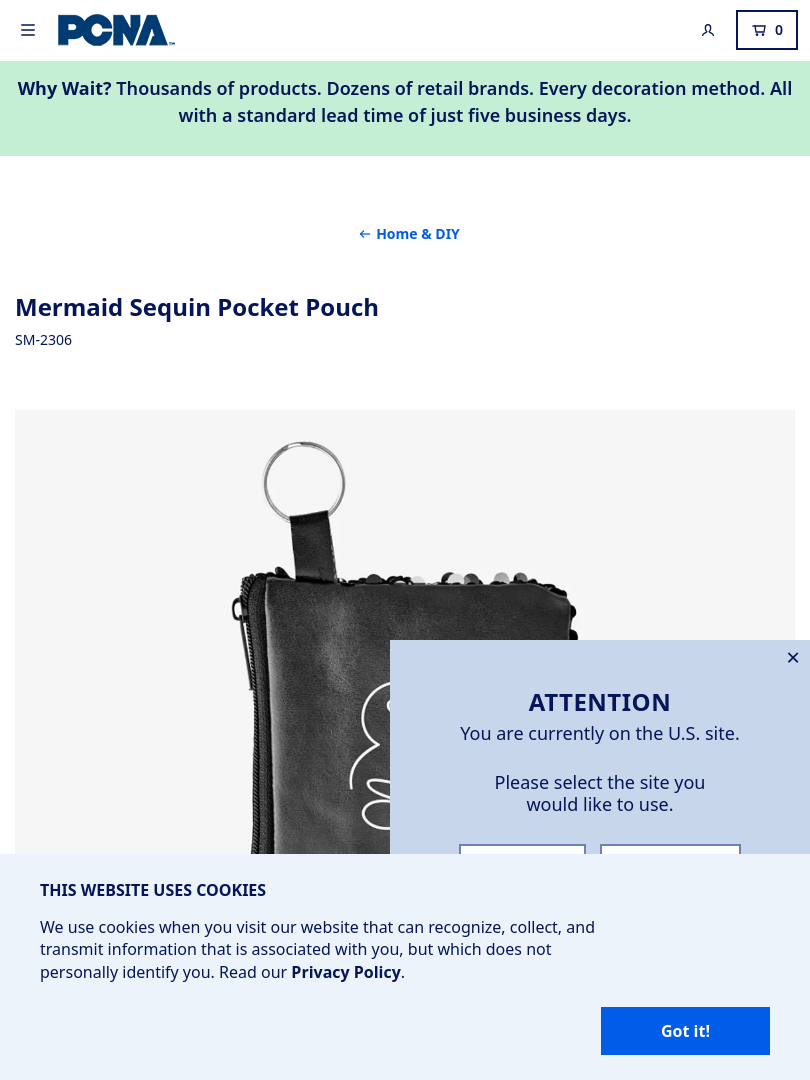 PCNA™
0
Why Wait? Thousands of products. Dozens of retail brands. Every decoration method. All
with a standard lead time of just five business days.
← Home & DIY
Mermaid Sequin Pocket Pouch
SM-2306
ATTENTION
You are currently on the U.S. site.
Please select the site you
would like to use.
THIS WEBSITE USES COOKIES
We use cookies when you visit our website that can recognize, collect, and
transmit information that is associated with you, but which does not
personally identify you. Read our Privacy Policy.
Got it!